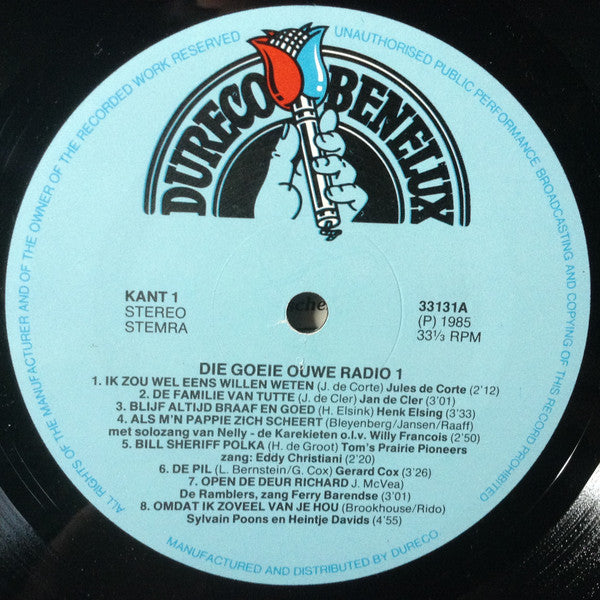 ALL RIGHTS OF THE MANUFACTURER AND OF THE OWNER OF THE RECORDED WORK RESERVED
UNAUTHORISED PUBLIC PERFORMANCE BROADCASTING AND COPYING OF THIS RECORD PROHIBITED
DURECO BENELUX
KANT 1
STEREO
STEMRA
33131A
(P) 1985
33⅓ RPM
DIE GOEIE OUWE RADIO 1
1. IK ZOU WEL EENS WILLEN WETEN (J. de Corte) Jules de Corte (2'12)
2. DE FAMILIE VAN TUTTE (J. de Cler) Jan de Cler (3'01)
3. BLIJF ALTIJD BRAAF EN GOED (H. Elsink) Henk Elsing (3'33)
4. ALS M'N PAPPIE ZICH SCHEERT (Bleyenberg/Jansen/Raaff)
met solozang van Nelly - de Karekieten o.l.v. Willy Francois (2'50)
5. BILL SHERIFF POLKA (H. de Groot) Tom's Prairie Pioneers
zang: Eddy Christiani (2'20)
6. DE PIL (L. Bernstein/G. Cox) Gerard Cox (3'26)
7. OPEN DE DEUR RICHARD J. McVea)
De Ramblers, zang Ferry Barendse (3'01)
8. OMDAT IK ZOVEEL VAN JE HOU (Brookhouse/Rido)
Sylvain Poons en Heintje Davids (4'55)
MANUFACTURED AND DISTRIBUTED BY DURECO